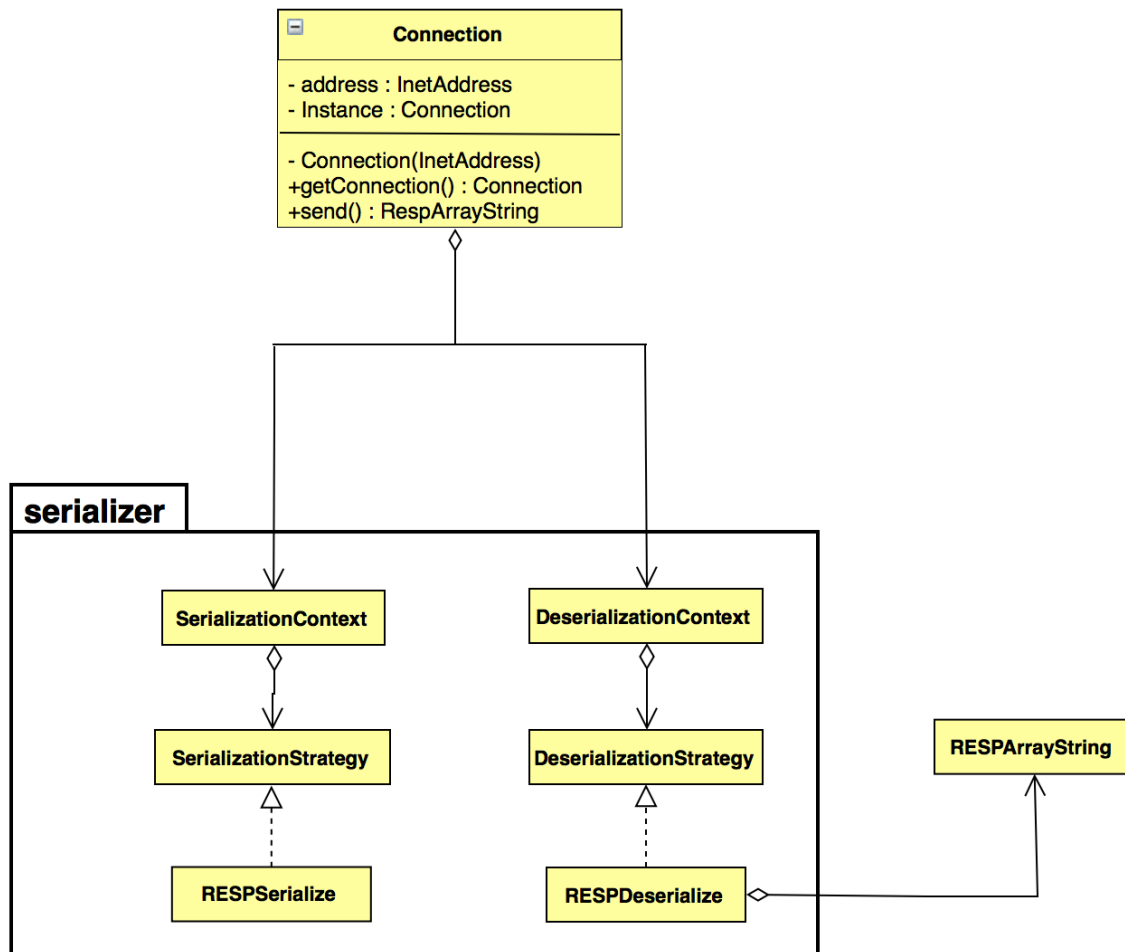 Connection
- address : InetAddress
- Instance : Connection
- Connection(InetAddress)
+getConnection() : Connection
+send() : RespArrayString
serializer
SerializationContext
DeserializationContext
SerializationStrategy
DeserializationStrategy
RESPArrayString
RESPSerialize
RESPDeserialize